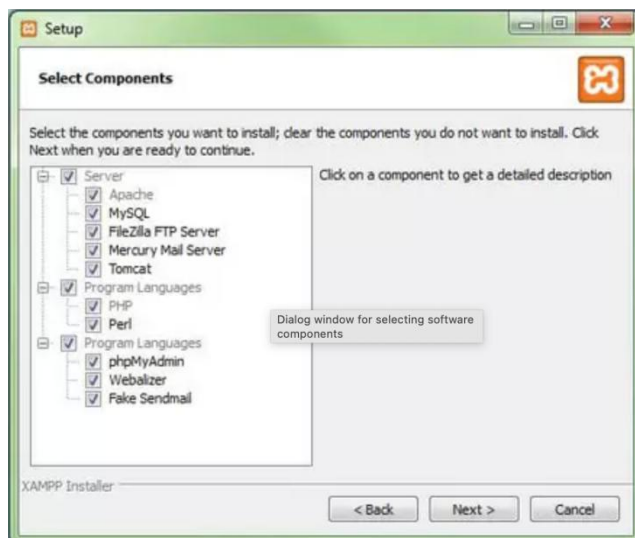 Setup
Select Components
Select the components you want to install; clear the components you do not want to install. Click
Next when you are ready to continue.
Server
Apache
MySQL
FileZilla FTP Server
Mercury Mail Server
Tomcat
Program Languages
PHP
Perl
Program Languages
phpMyAdmin
Webalizer
Fake Sendmail
Click on a component to get a detailed description
Dialog window for selecting software
components
XAMPP Installer
< Back
Next >
Cancel